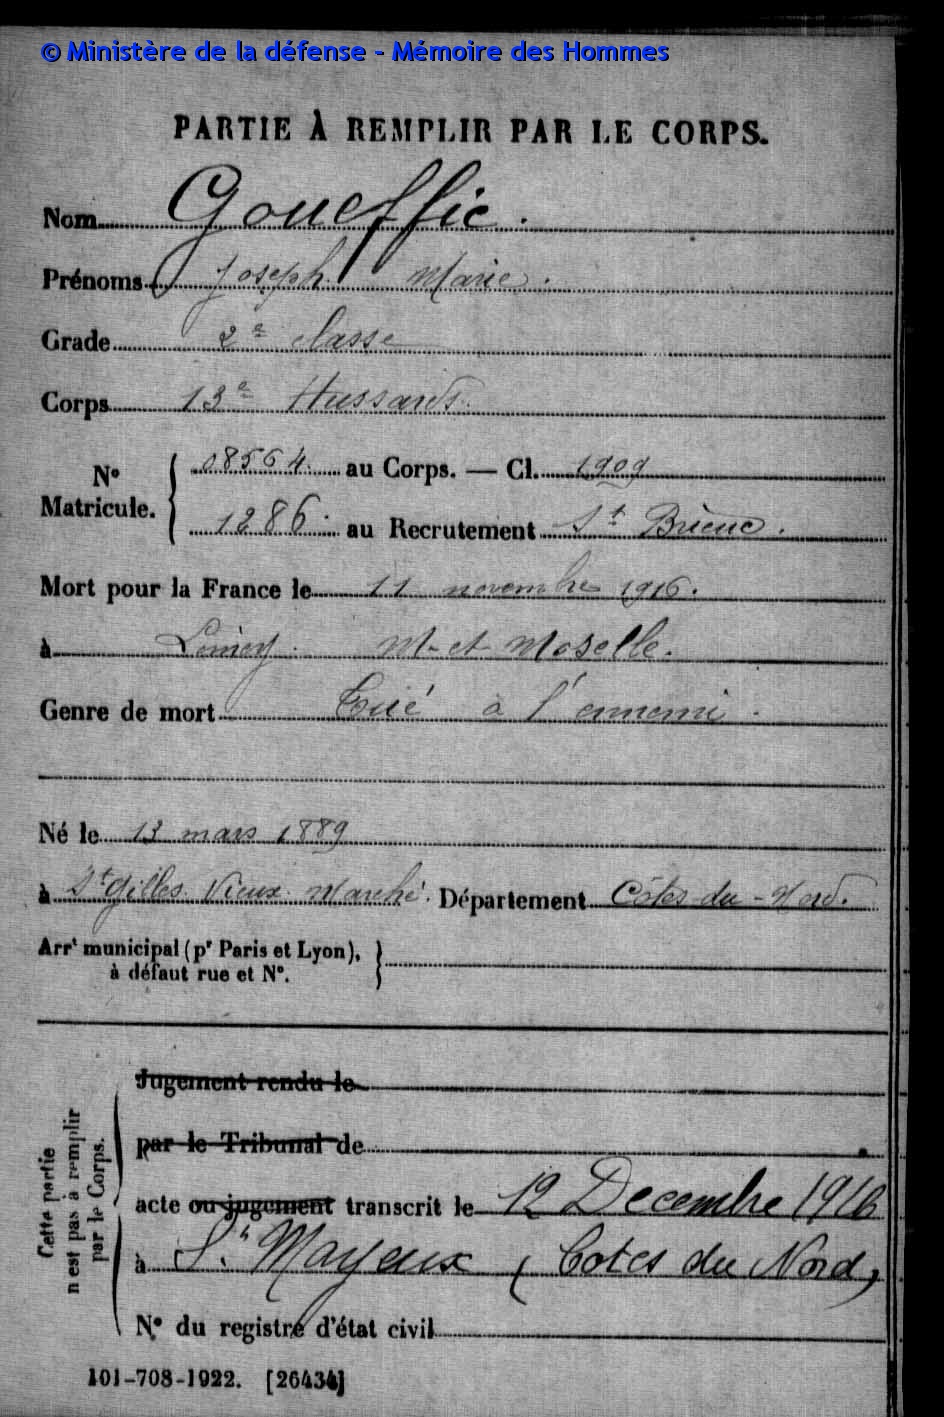 © Ministère de la défense - Mémoire des Hommes
PARTIE À REMPLIR PAR LE CORPS.
Nom Goueffic.
Prénoms Joseph Marie.
Grade 2e classe
Corps 13e Hussards.
N° Matricule. { 08564. au Corps. — Cl. 1909
1286. au Recrutement St Brieuc.
Mort pour la France le 11 novembre 1916.
à M. et Moselle.
Genre de mort Tué à l'ennemi.
Né le 13 mars 1889
à St Gilles Vieux Marché. Département Côtes-du-Nord.
Arrt municipal (pr Paris et Lyon), }
à défaut rue et N°.
Cette partie
n'est pas à remplir
par le Corps.
Jugement rendu le
par le Tribunal de
acte ou jugement transcrit le 12 Decembre 1916
à St Mayeux (Cotes du Nord)
N° du registre d'état civil
101-708-1922. [26434]